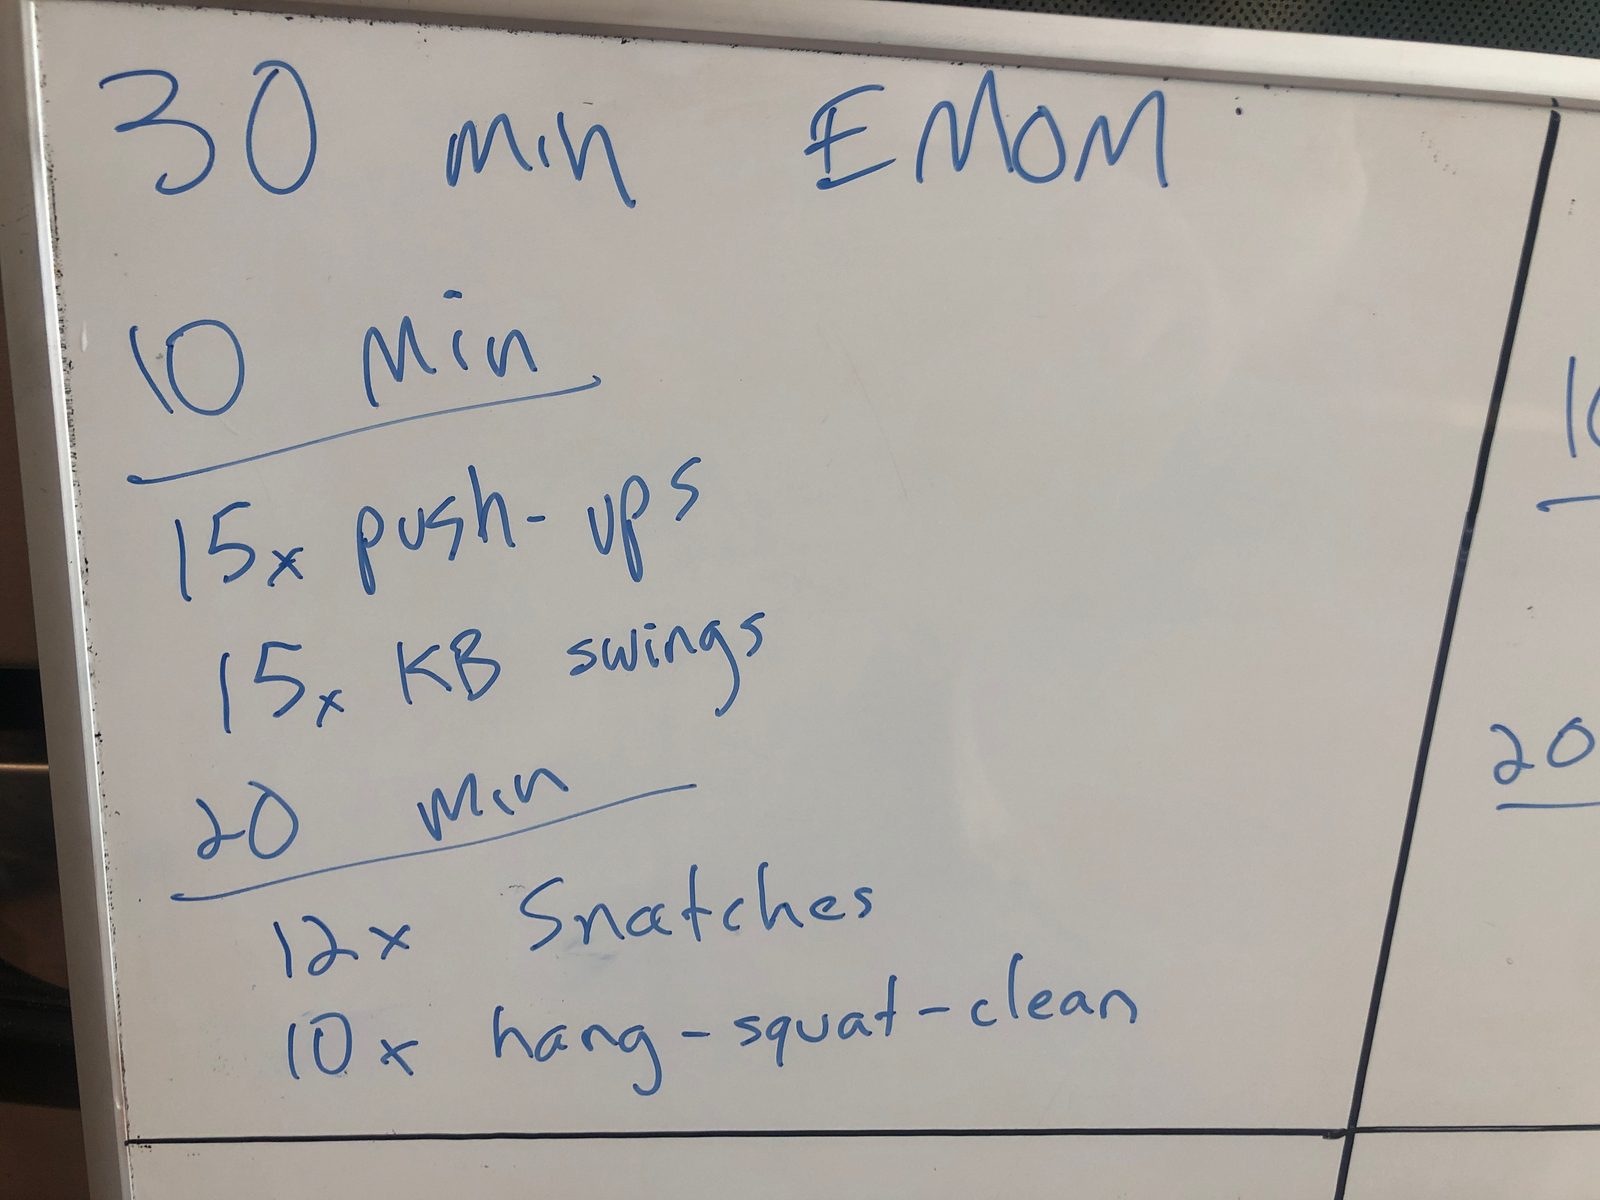 30 min EMOM
10 Min
15x push-ups
15x KB swings
20 min
12x Snatches
10x hang-squat-clean
20